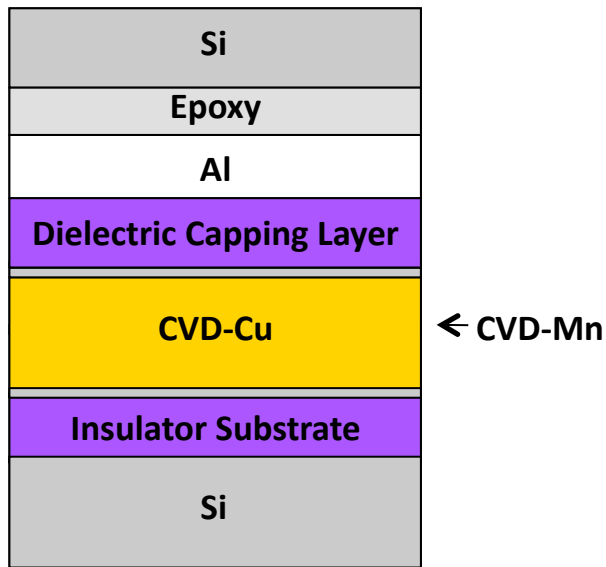 Si
Epoxy
Al
Dielectric Capping Layer
CVD-Cu
CVD-Mn
Insulator Substrate
Si